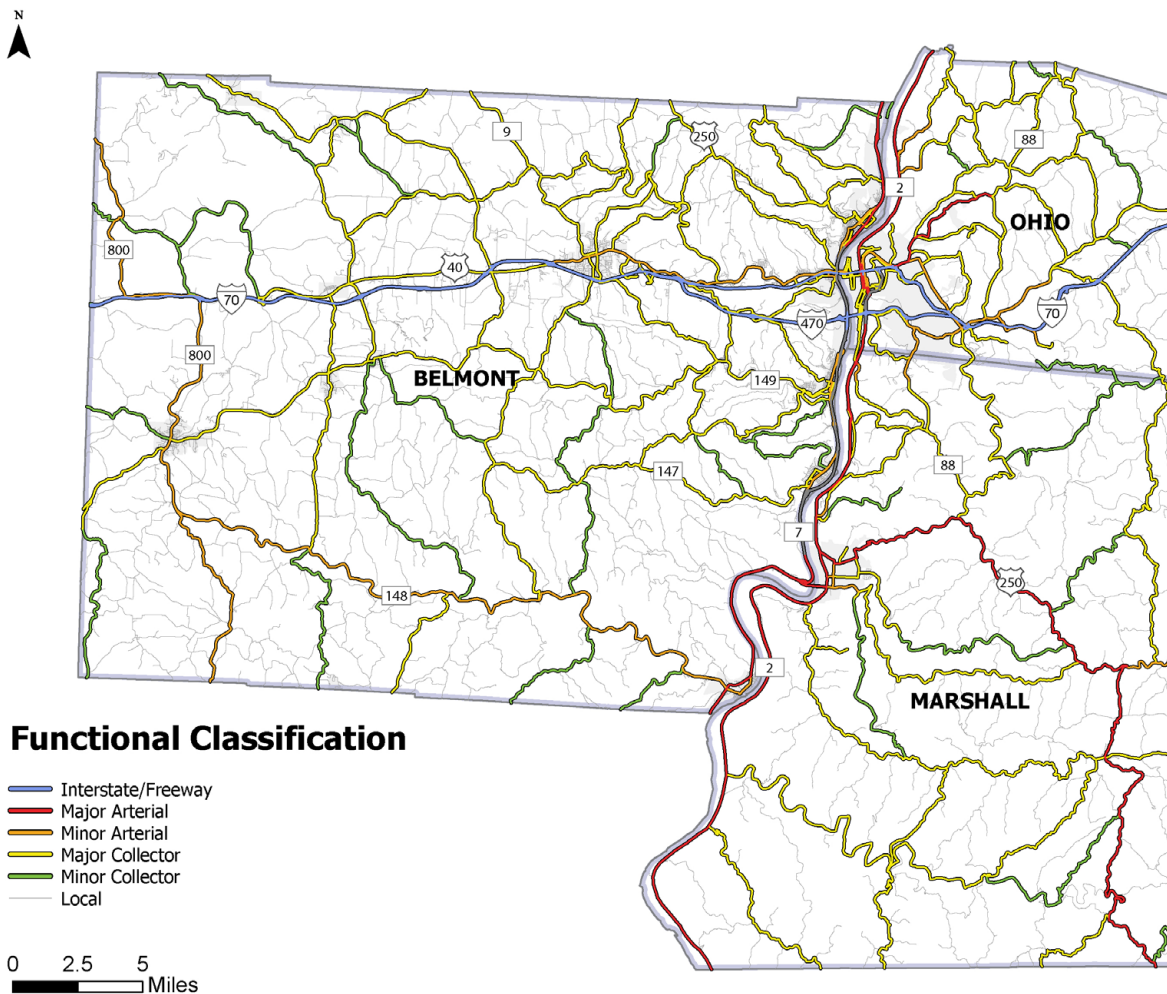 N
9
250
88
2
OHIO
800
40
70
70
470
800
BELMONT
149
88
147
7
250
148
2
MARSHALL
Functional Classification
Interstate/Freeway
Major Arterial
Minor Arterial
Major Collector
Minor Collector
Local
0 2.5 5
Miles